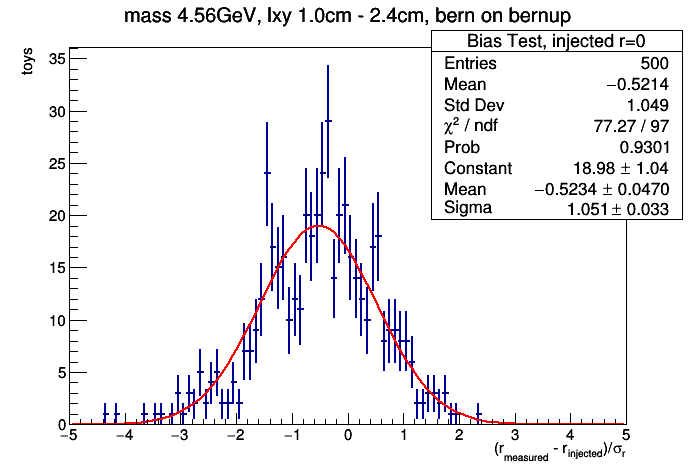 mass 4.56GeV, lxy 1.0cm - 2.4cm, bern on bernup
Bias Test, injected r=0
Entries 500
Mean −0.5214
Std Dev 1.049
χ² / ndf 77.27 / 97
Prob 0.9301
Constant 18.98 ± 1.04
Mean −0.5234 ± 0.0470
Sigma 1.051 ± 0.033
toys
35
30
25
20
15
10
5
0
−5 −4 −3 −2 −1 0 1 2 3 4 5
(r_measured - r_injected)/σ_r